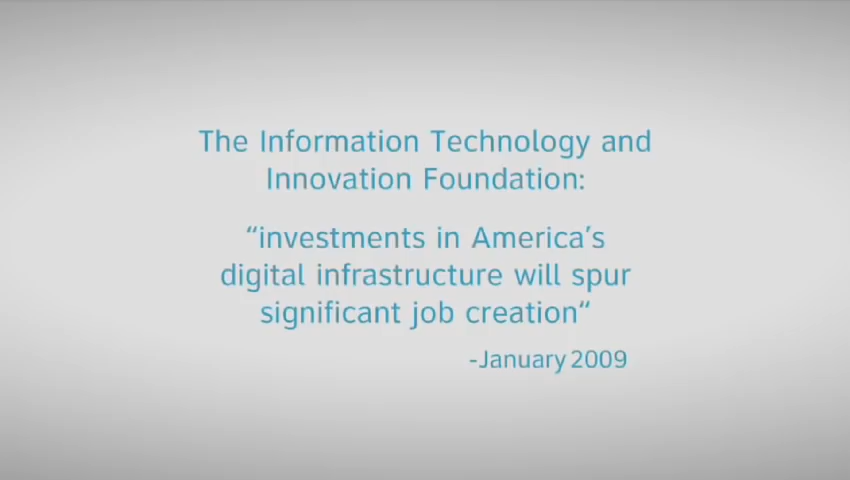 The Information Technology and
Innovation Foundation:
“investments in America’s
digital infrastructure will spur
significant job creation“
-January 2009